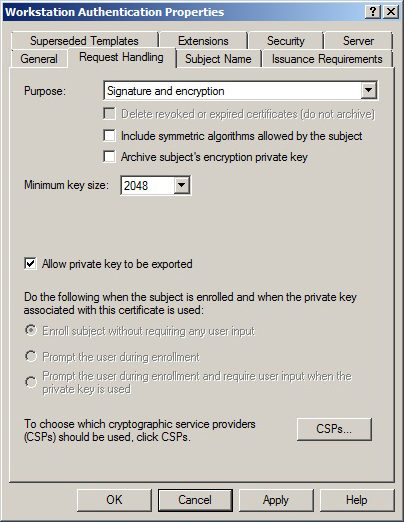 Workstation Authentication Properties
Superseded Templates Extensions Security Server
General Request Handling Subject Name Issuance Requirements
Purpose: Signature and encryption
Delete revoked or expired certificates (do not archive)
Include symmetric algorithms allowed by the subject
Archive subject's encryption private key
Minimum key size: 2048
Allow private key to be exported
Do the following when the subject is enrolled and when the private key
associated with this certificate is used:
Enroll subject without requiring any user input
Prompt the user during enrollment
Prompt the user during enrollment and require user input when the
private key is used
To choose which cryptographic service providers
(CSPs) should be used, click CSPs.
CSPs...
OK Cancel Apply Help